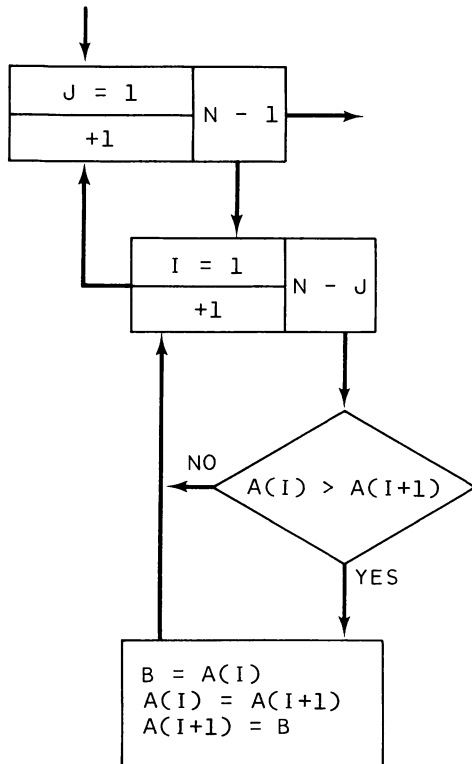 J = 1
+1
N - 1
I = 1
+1
N - J
NO
A(I) > A(I+1)
YES
B = A(I)
A(I) = A(I+1)
A(I+1) = B